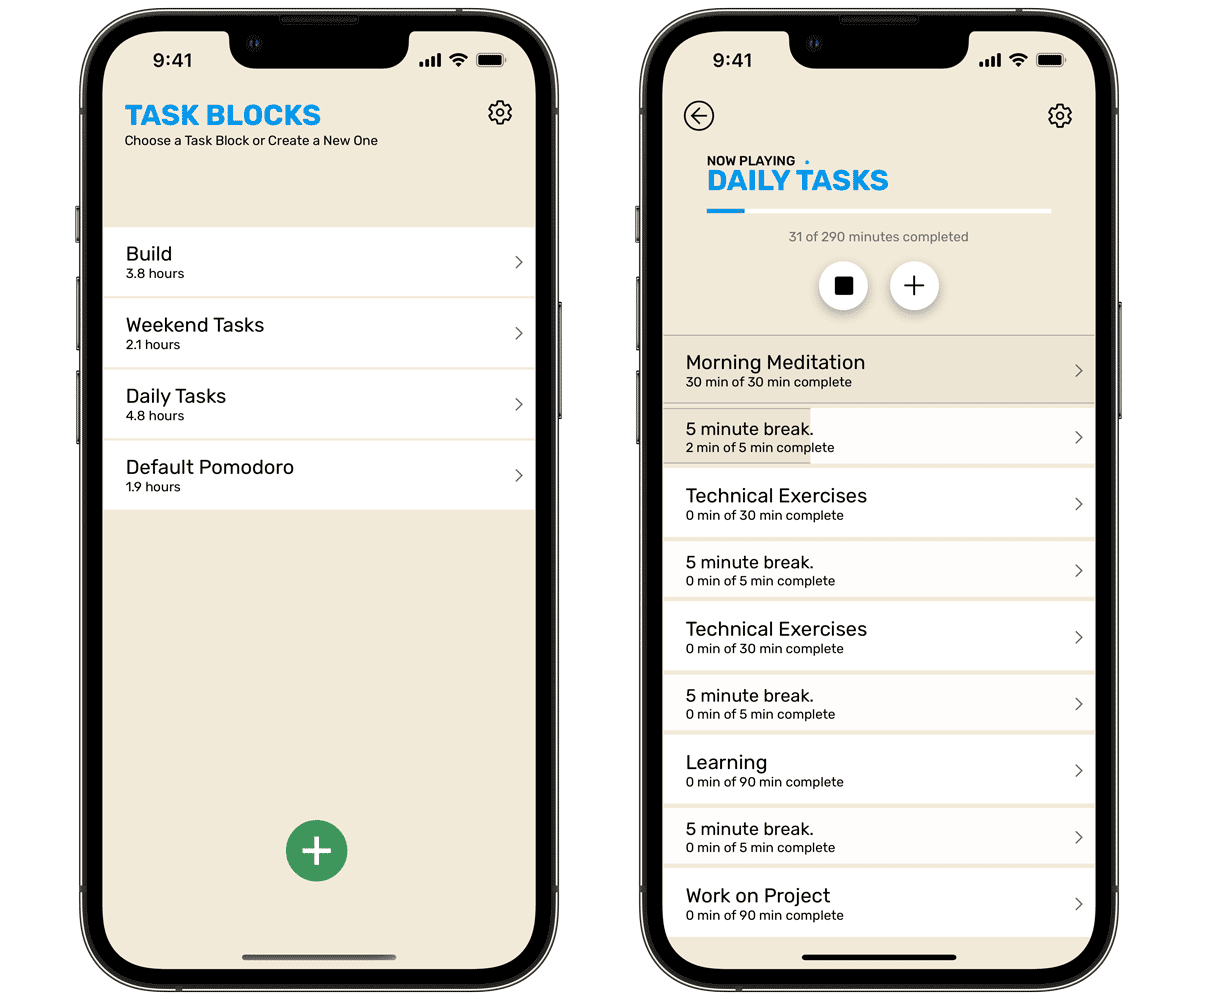 9:41
TASK BLOCKS
Choose a Task Block or Create a New One
Build
3.8 hours
Weekend Tasks
2.1 hours
Daily Tasks
4.8 hours
Default Pomodoro
1.9 hours
9:41
NOW PLAYING
DAILY TASKS
31 of 290 minutes completed
Morning Meditation
30 min of 30 min complete
5 minute break.
2 min of 5 min complete
Technical Exercises
0 min of 30 min complete
5 minute break.
0 min of 5 min complete
Technical Exercises
0 min of 30 min complete
5 minute break.
0 min of 5 min complete
Learning
0 min of 90 min complete
5 minute break.
0 min of 5 min complete
Work on Project
0 min of 90 min complete